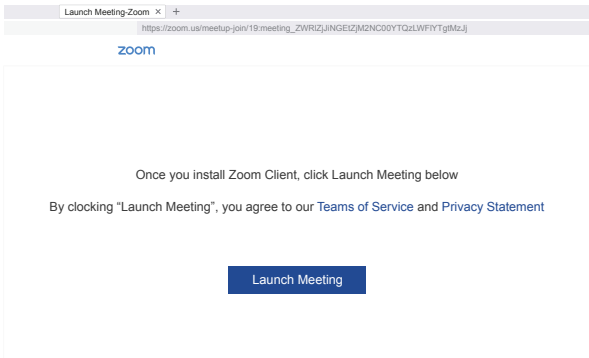 Launch Meeting-Zoom × +
https://zoom.us/meetup-join/19:meeting_ZWRlZjJiNGEtZjM2NC00YTQzLWFlYTgtMzJj
zoom
Once you install Zoom Client, click Launch Meeting below
By clocking “Launch Meeting”, you agree to our Teams of Service and Privacy Statement
Launch Meeting